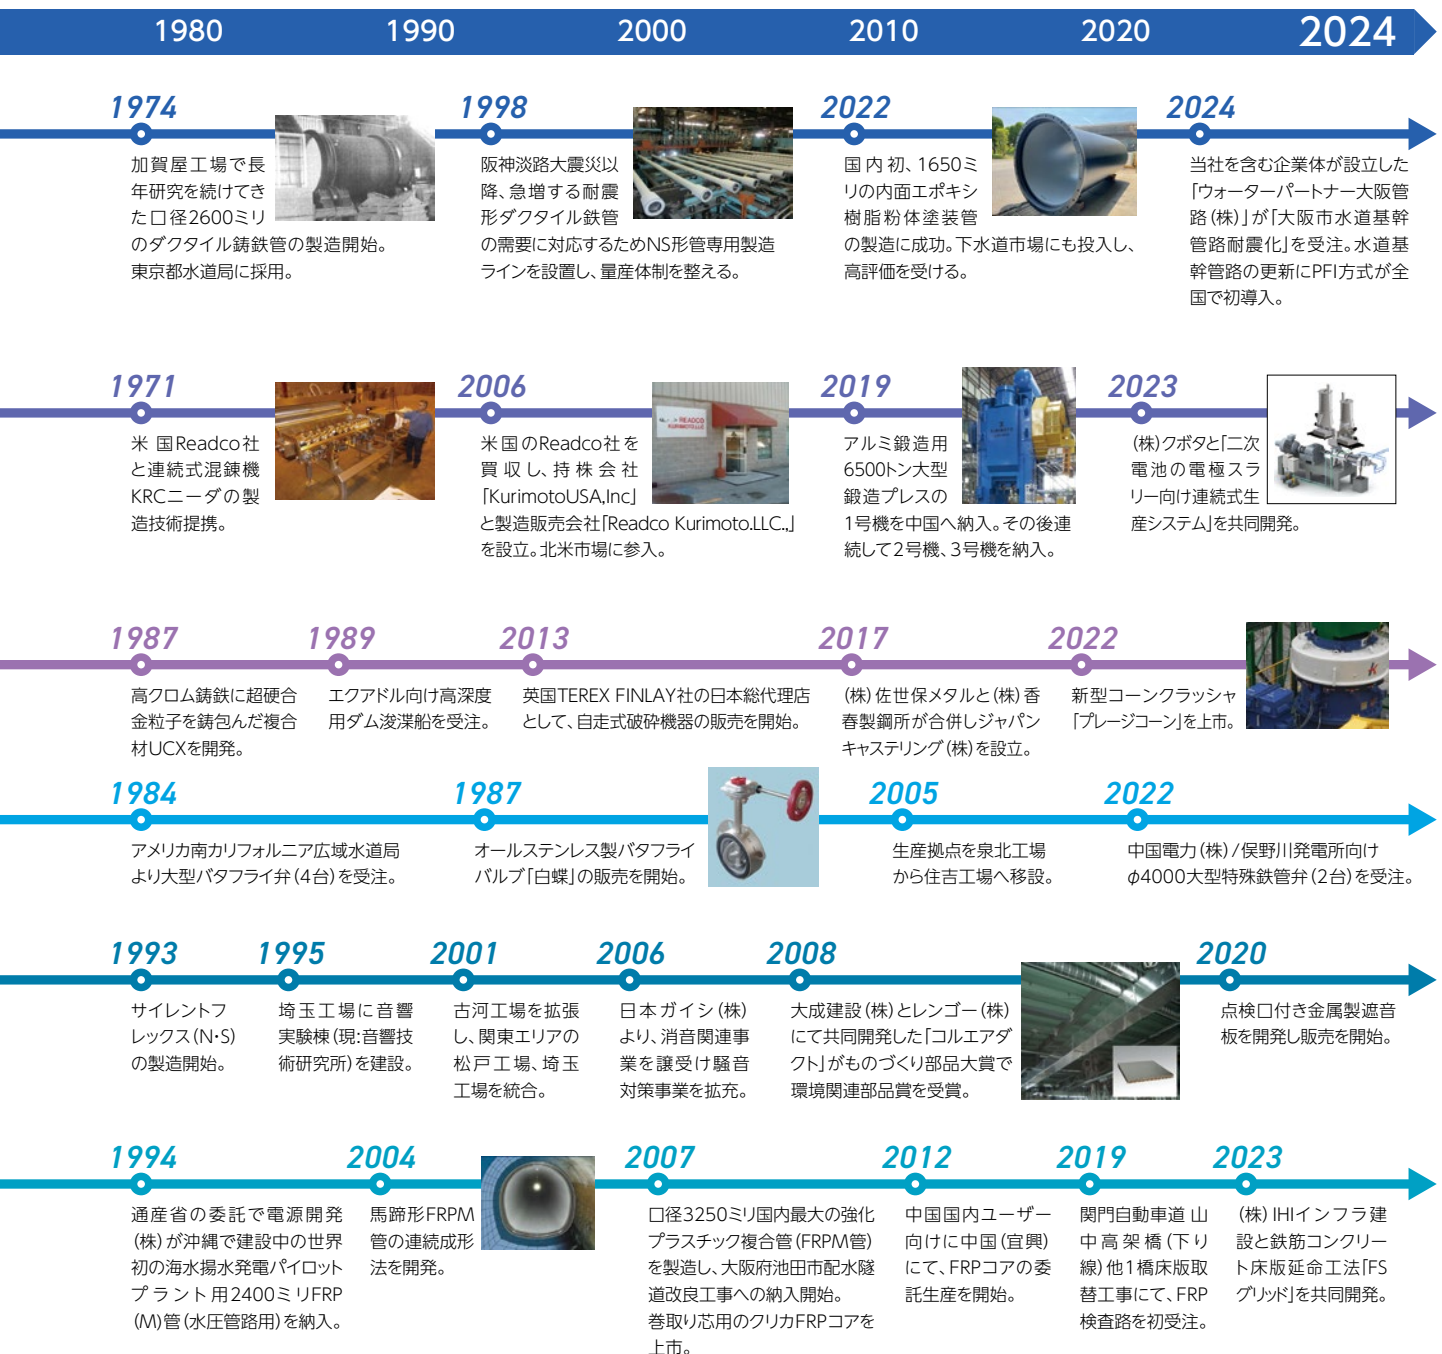 1980 1990 2000 2010 2020 2024
1974
加賀屋工場で長
年研究を続けてき
た口径2600ミリ
のダクタイル鋳鉄管の製造開始。
東京都水道局に採用。
1998
阪神淡路大震災以
降、急増する耐震
形ダクタイル鉄管
の需要に対応するためNS形管専用製造
ラインを設置し、量産体制を整える。
2022
国内初、1650ミ
リの内面エポキシ
樹脂粉体塗装管
の製造に成功。下水道市場にも投入し、
高評価を受ける。
2024
当社を含む企業体が設立した
「ウォーターパートナー大阪管
路(株)」が「大阪市水道基幹
管路耐震化」を受注。水道基
幹管路の更新にPFI方式が全
国で初導入。
1971
米国Readco社
と連続式混錬機
KRCニーダの製
造技術提携。
2006
米国のReadco社を
買収し、持株会社
「KurimotoUSA,Inc」
と製造販売会社「Readco Kurimoto.LLC.,」
を設立。北米市場に参入。
READCO
KURIMOTO,LLC
2019
アルミ鍛造用
6500トン大型
鍛造プレスの
1号機を中国へ納入。その後連
続して2号機、3号機を納入。
2023
(株)クボタと「二次
電池の電極スラ
リー向け連続式生
産システム」を共同開発。
1987
高クロム鋳鉄に超硬合
金粒子を鋳包んだ複合
材UCXを開発。
1989
エクアドル向け高深度
用ダム浚渫船を受注。
2013
英国TEREX FINLAY社の日本総代理店
として、自走式破砕機器の販売を開始。
2017
(株)佐世保メタルと(株)香
春製鋼所が合併しジャパン
キャステリング(株)を設立。
2022
新型コーンクラッシャ
「プレージコーン」を上市。
K
1984
アメリカ南カリフォルニア広域水道局
より大型バタフライ弁(4台)を受注。
1987
オールステンレス製バタフライ
バルブ「白蝶」の販売を開始。
2005
生産拠点を泉北工場
から住吉工場へ移設。
2022
中国電力(株)/俣野川発電所向け
φ4000大型特殊鉄管弁(2台)を受注。
1993
サイレントフ
レックス(N・S)
の製造開始。
1995
埼玉工場に音響
実験棟(現:音響技
術研究所)を建設。
2001
古河工場を拡張
し、関東エリアの
松戸工場、埼玉
工場を統合。
2006
日本ガイシ(株)
より、消音関連事
業を譲受け騒音
対策事業を拡充。
2008
大成建設(株)とレンゴー(株)
にて共同開発した「コルエアダ
クト」がものづくり部品大賞で
環境関連部品賞を受賞。
2020
点検口付き金属製遮音
板を開発し販売を開始。
1994
通産省の委託で電源開発
(株)が沖縄で建設中の世界
初の海水揚水発電パイロット
プラント用2400ミリFRP
(M)管(水圧管路用)を納入。
2004
馬蹄形FRPM
管の連続成形
法を開発。
2007
口径3250ミリ国内最大の強化
プラスチック複合管(FRPM管)
を製造し、大阪府池田市配水隧
道改良工事への納入開始。
巻取り芯用のクリカFRPコアを
上市。
2012
中国国内ユーザー
向けに中国(宜興)
にて、FRPコアの委
託生産を開始。
2019
関門自動車道 山
中高架橋(下り
線)他1橋床版取
替工事にて、FRP
検査路を初受注。
2023
(株)IHIインフラ建
設と鉄筋コンクリー
ト床版延命工法「FS
グリッド」を共同開発。